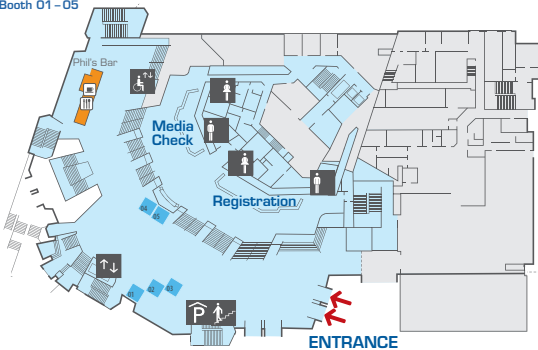 Booth 01 – 05
Phil's Bar
Media
Check
Registration
04
05
01
02
03
P
ENTRANCE